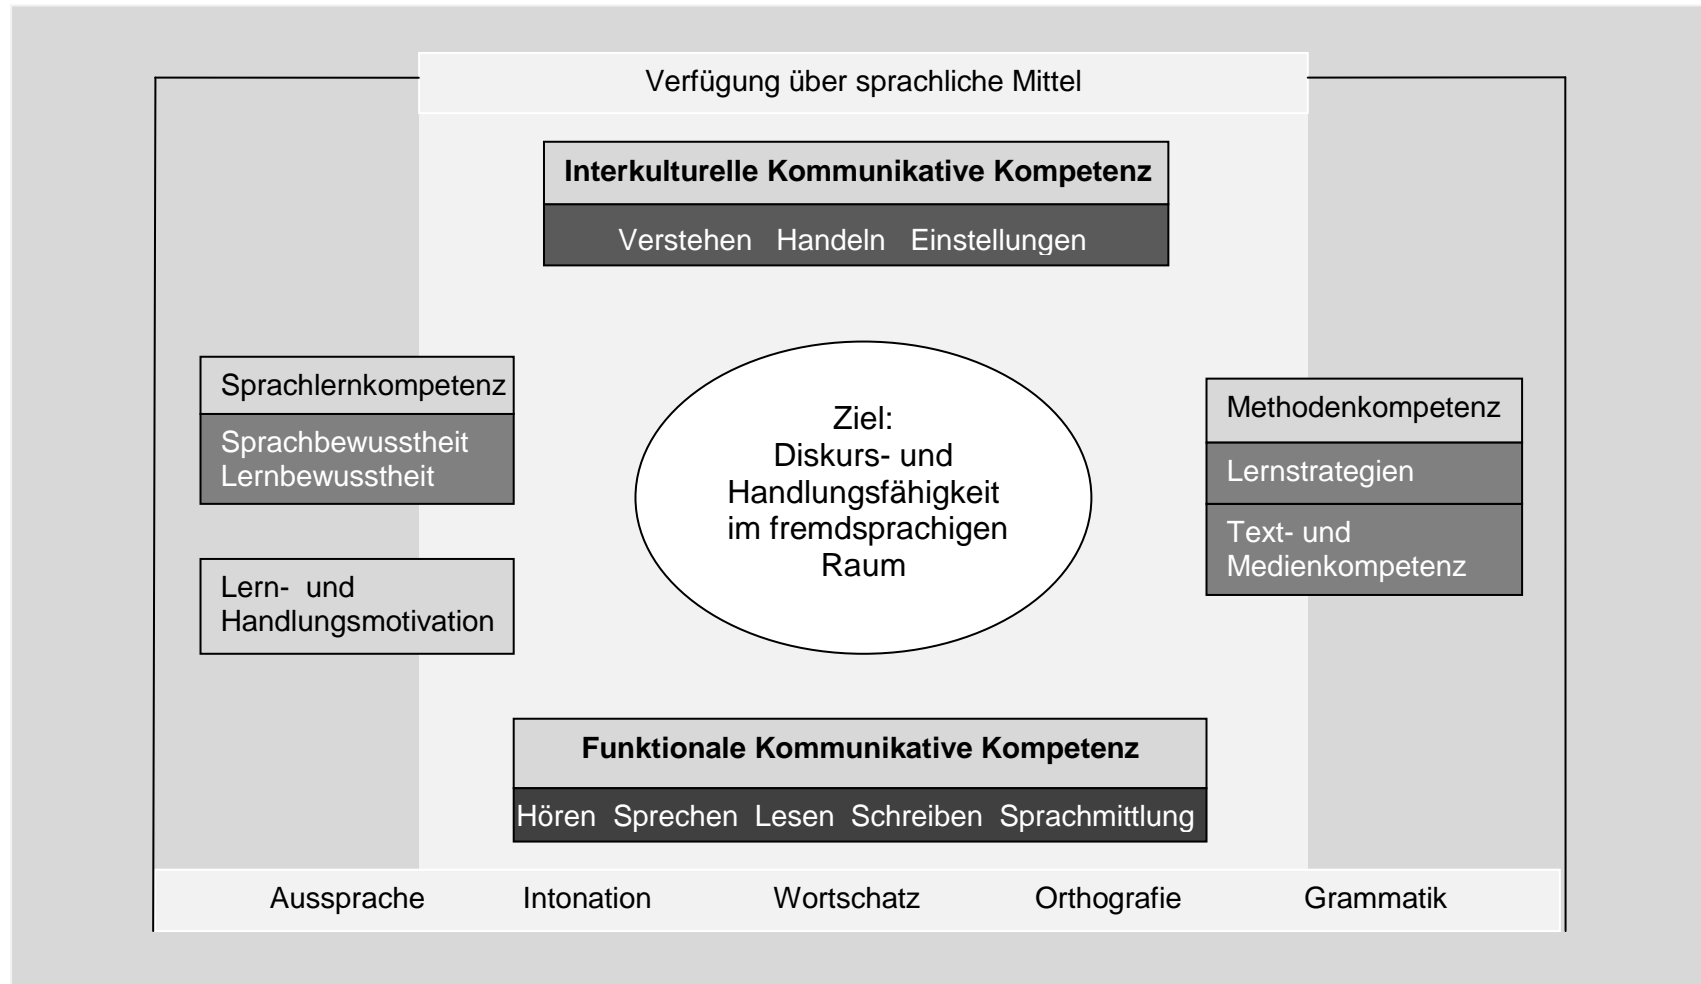 Verfügung über sprachliche Mittel
Interkulturelle Kommunikative Kompetenz
Verstehen Handeln Einstellungen
Sprachlernkompetenz
Sprachbewusstheit
Lernbewusstheit
Lern- und
Handlungsmotivation
Ziel:
Diskurs- und
Handlungsfähigkeit
im fremdsprachigen
Raum
Methodenkompetenz
Lernstrategien
Text- und
Medienkompetenz
Funktionale Kommunikative Kompetenz
Hören Sprechen Lesen Schreiben Sprachmittlung
Aussprache Intonation Wortschatz Orthografie Grammatik